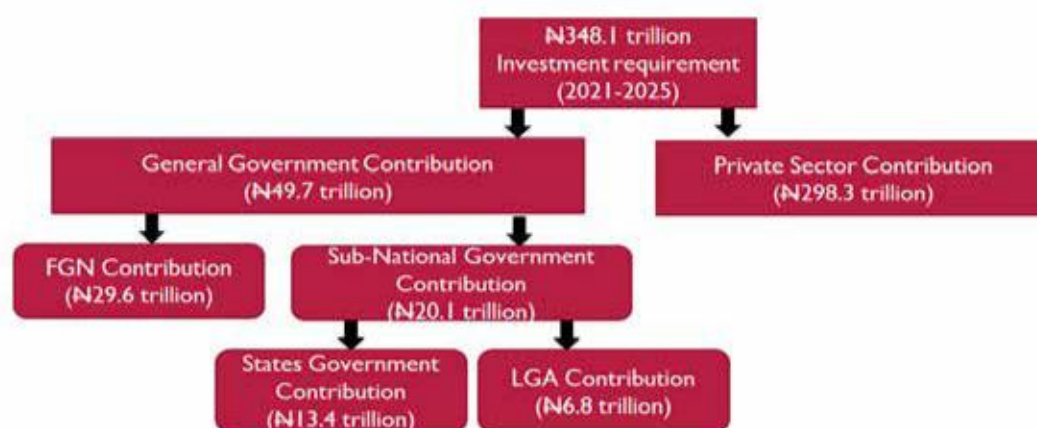 ₦348.1 trillion
Investment requirement
(2021-2025)
General Government Contribution
(₦49.7 trillion)
Private Sector Contribution
(₦298.3 trillion)
FGN Contribution
(₦29.6 trillion)
Sub-National Government
Contribution
(₦20.1 trillion)
States Government
Contribution
(₦13.4 trillion)
LGA Contribution
(₦6.8 trillion)